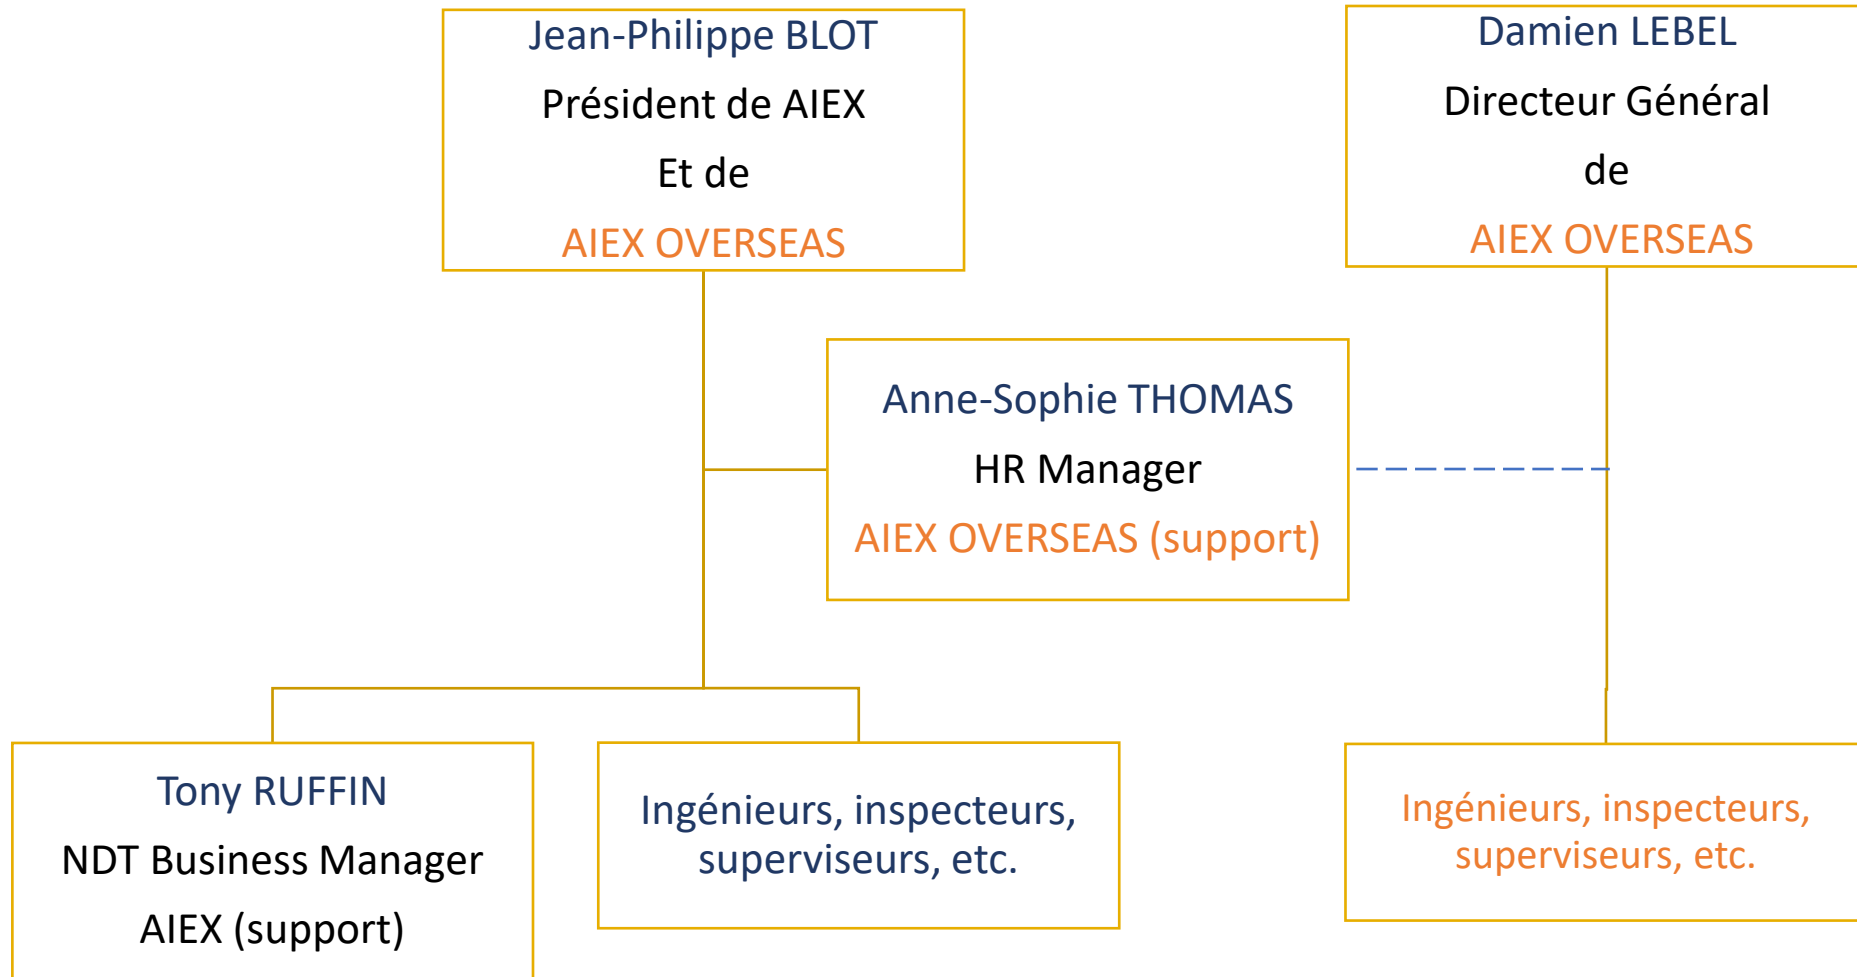 Jean-Philippe BLOT
Président de AIEX
Et de
AIEX OVERSEAS
Damien LEBEL
Directeur Général
de
AIEX OVERSEAS
Anne-Sophie THOMAS
HR Manager
AIEX OVERSEAS (support)
Tony RUFFIN
NDT Business Manager
AIEX (support)
Ingénieurs, inspecteurs,
superviseurs, etc.
Ingénieurs, inspecteurs,
superviseurs, etc.